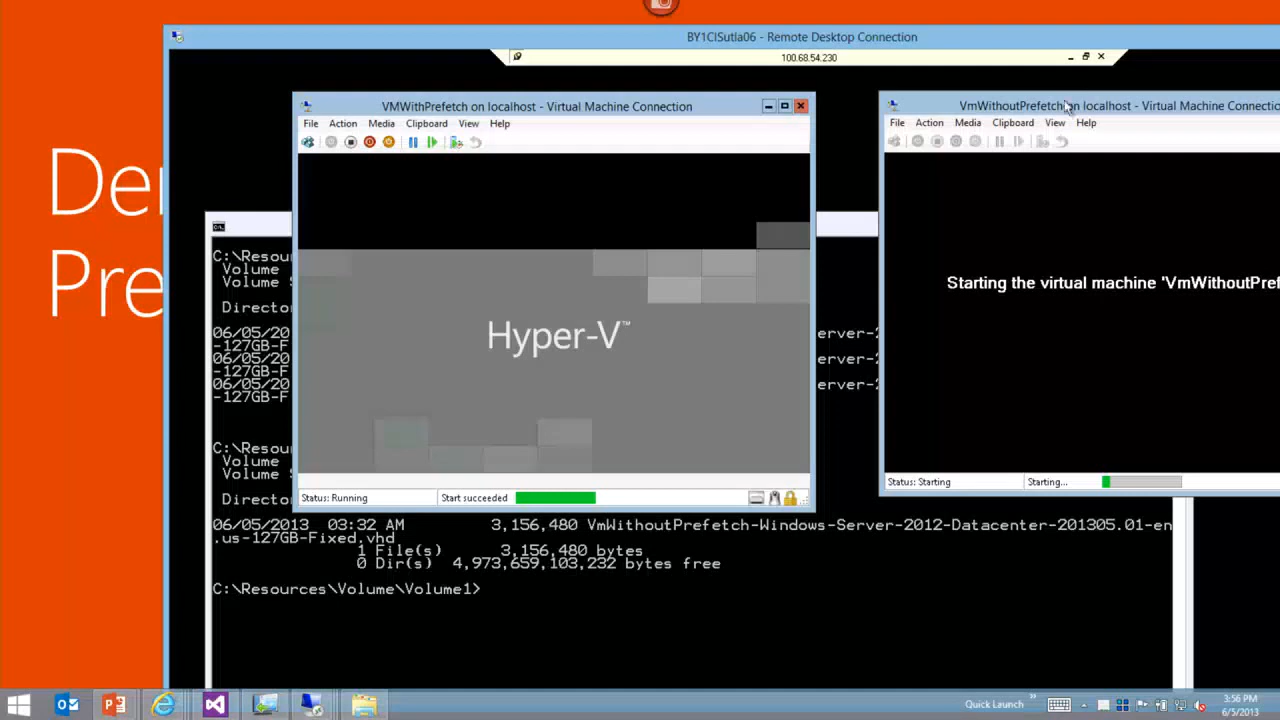 BY1CISutla06 - Remote Desktop Connection
100.68.54.230
VMWithPrefetch on localhost - Virtual Machine Connection
File Action Media Clipboard View Help
VmWithoutPrefetch on localhost - Virtual Machine Connectio
File Action Media Clipboard View Help
De
Pre
C:\Resou
Volume
Volume S
Directo
06/05/20
-127GB-F
06/05/20
-127GB-F
06/05/20
-127GB-F
erver-2
erver-2
erver-2
Hyper-V™
Starting the virtual machine 'VmWithoutPref
C:\Resou
Volume
Volume S
Directo
Status: Running
Start succeeded
Status: Starting
Starting...
06/05/2013 03:32 AM 3,156,480 VmWithoutPrefetch-Windows-Server-2012-Datacenter-201305.01-en
.us-127GB-Fixed.vhd
1 File(s) 3,156,480 bytes
0 Dir(s) 4,973,659,103,232 bytes free
C:\Resources\Volume\Volume1>
Quick Launch
3:56 PM
6/5/2013